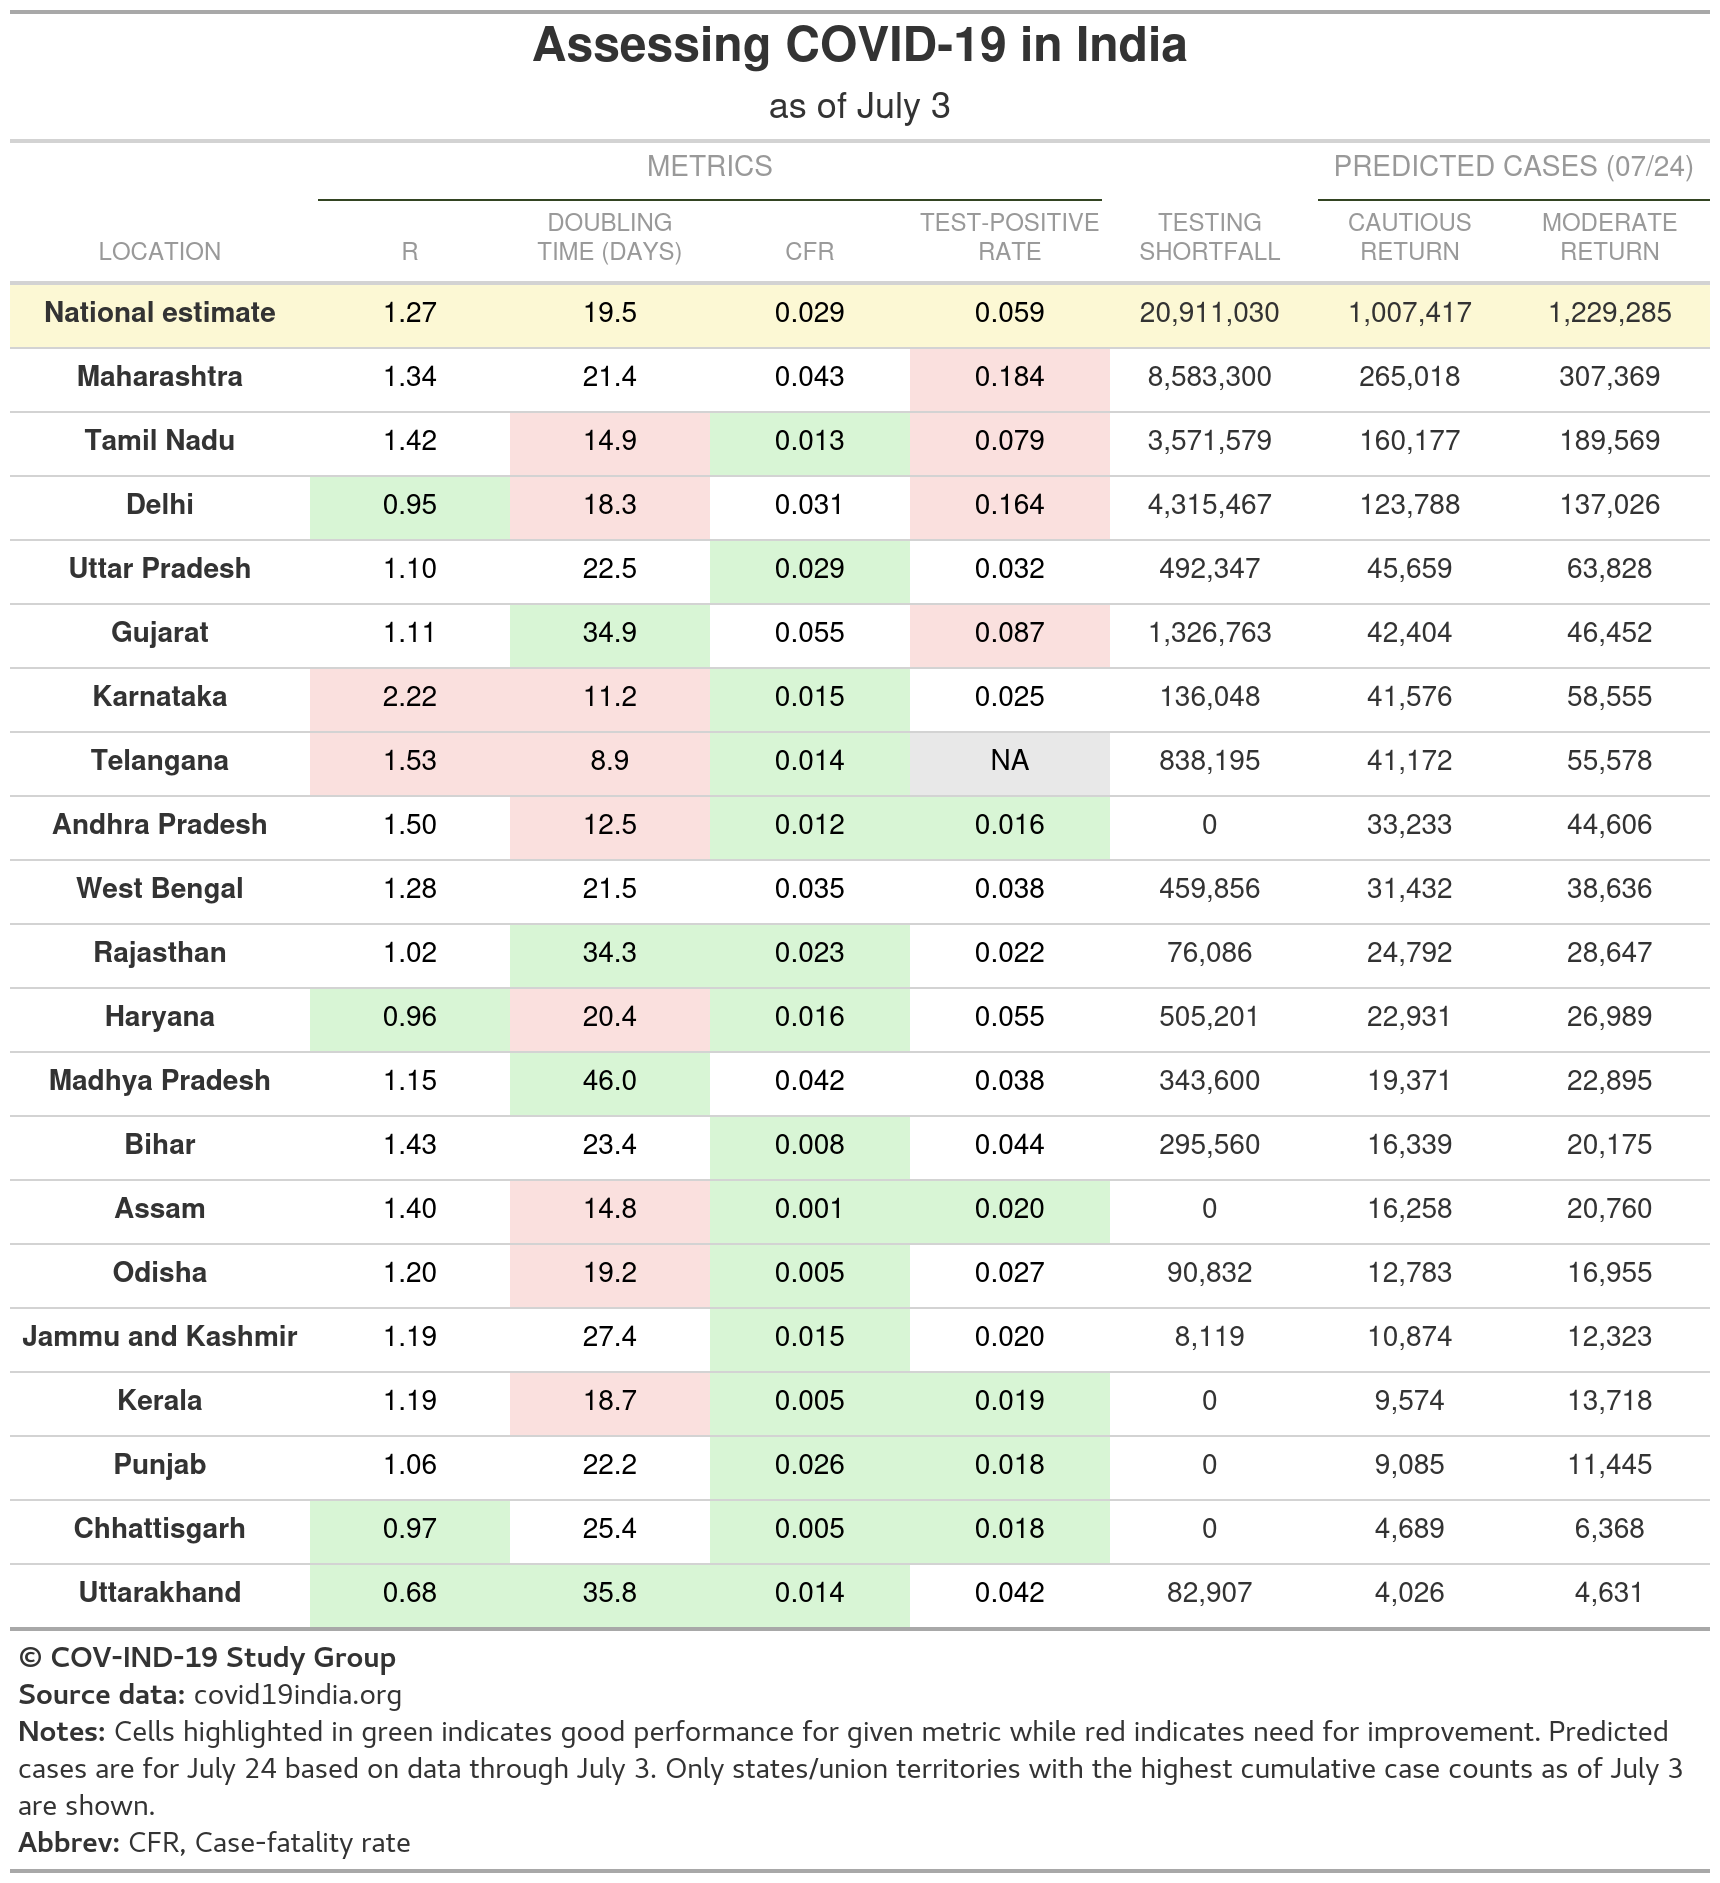 Assessing COVID-19 in India
as of July 3
METRICS PREDICTED CASES (07/24)
LOCATION R DOUBLING TIME (DAYS) CFR TEST-POSITIVE RATE TESTING SHORTFALL CAUTIOUS RETURN MODERATE RETURN
National estimate 1.27 19.5 0.029 0.059 20,911,030 1,007,417 1,229,285
Maharashtra 1.34 21.4 0.043 0.184 8,583,300 265,018 307,369
Tamil Nadu 1.42 14.9 0.013 0.079 3,571,579 160,177 189,569
Delhi 0.95 18.3 0.031 0.164 4,315,467 123,788 137,026
Uttar Pradesh 1.10 22.5 0.029 0.032 492,347 45,659 63,828
Gujarat 1.11 34.9 0.055 0.087 1,326,763 42,404 46,452
Karnataka 2.22 11.2 0.015 0.025 136,048 41,576 58,555
Telangana 1.53 8.9 0.014 NA 838,195 41,172 55,578
Andhra Pradesh 1.50 12.5 0.012 0.016 0 33,233 44,606
West Bengal 1.28 21.5 0.035 0.038 459,856 31,432 38,636
Rajasthan 1.02 34.3 0.023 0.022 76,086 24,792 28,647
Haryana 0.96 20.4 0.016 0.055 505,201 22,931 26,989
Madhya Pradesh 1.15 46.0 0.042 0.038 343,600 19,371 22,895
Bihar 1.43 23.4 0.008 0.044 295,560 16,339 20,175
Assam 1.40 14.8 0.001 0.020 0 16,258 20,760
Odisha 1.20 19.2 0.005 0.027 90,832 12,783 16,955
Jammu and Kashmir 1.19 27.4 0.015 0.020 8,119 10,874 12,323
Kerala 1.19 18.7 0.005 0.019 0 9,574 13,718
Punjab 1.06 22.2 0.026 0.018 0 9,085 11,445
Chhattisgarh 0.97 25.4 0.005 0.018 0 4,689 6,368
Uttarakhand 0.68 35.8 0.014 0.042 82,907 4,026 4,631
© COV-IND-19 Study Group
Source data: covid19india.org
Notes: Cells highlighted in green indicates good performance for given metric while red indicates need for improvement. Predicted
cases are for July 24 based on data through July 3. Only states/union territories with the highest cumulative case counts as of July 3
are shown.
Abbrev: CFR, Case-fatality rate